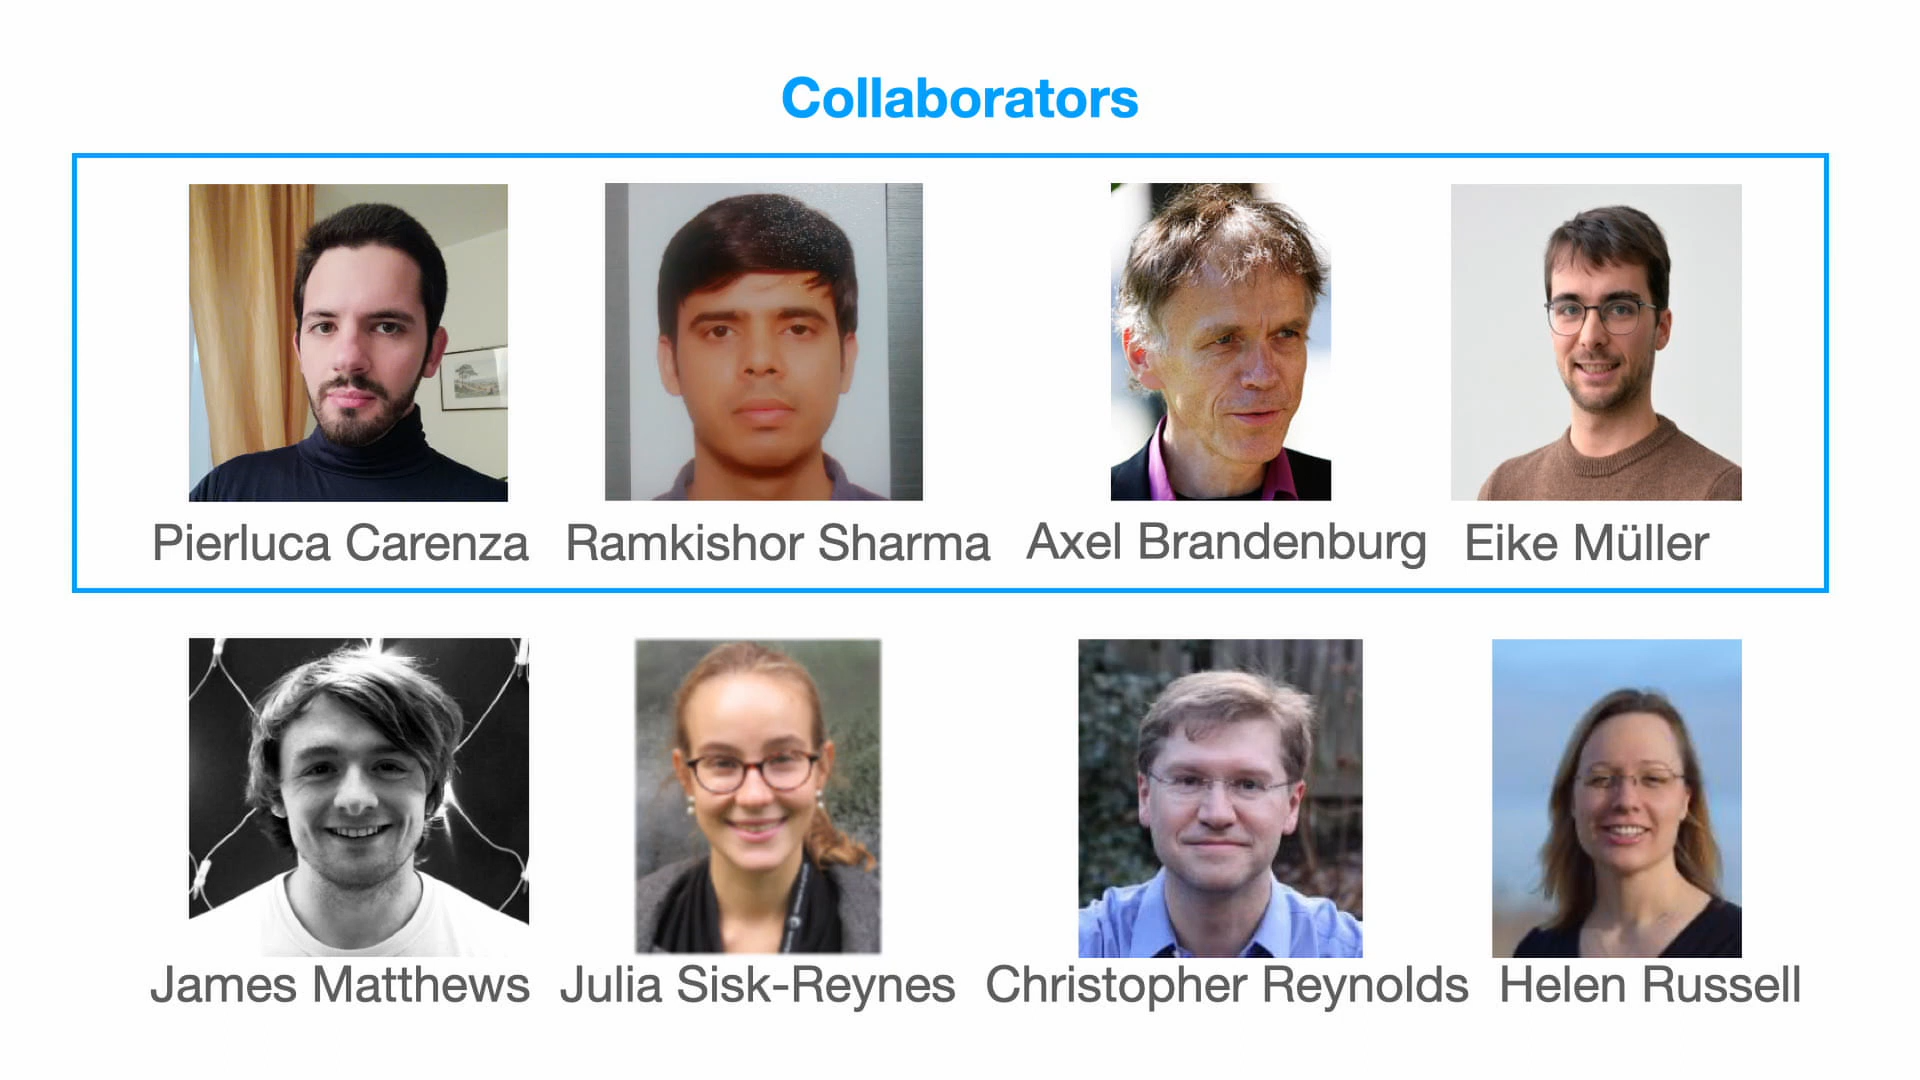 Collaborators
Pierluca Carenza
Ramkishor Sharma
Axel Brandenburg
Eike Müller
James Matthews
Julia Sisk-Reynes
Christopher Reynolds
Helen Russell